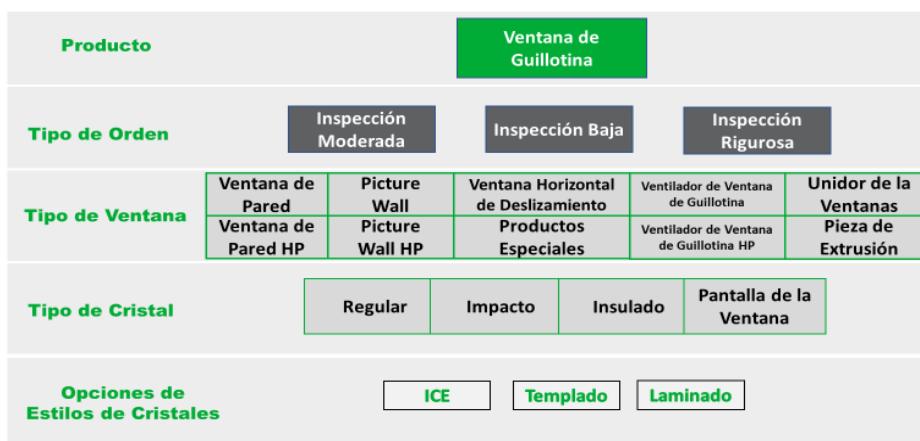 Producto
Ventana de
Guillotina
Tipo de Orden
Inspección
Moderada
Inspección Baja
Inspección
Rigurosa
Tipo de Ventana
Ventana de
Pared
Picture
Wall
Ventana Horizontal
de Deslizamiento
Ventilador de Ventana
de Guillotina
Unidor de la
Ventanas
Ventana de
Pared HP
Picture
Wall HP
Productos
Especiales
Ventilador de Ventana
de Guillotina HP
Pieza de
Extrusión
Tipo de Cristal
Regular
Impacto
Insulado
Pantalla de la
Ventana
Opciones de
Estilos de Cristales
ICE
Templado
Laminado